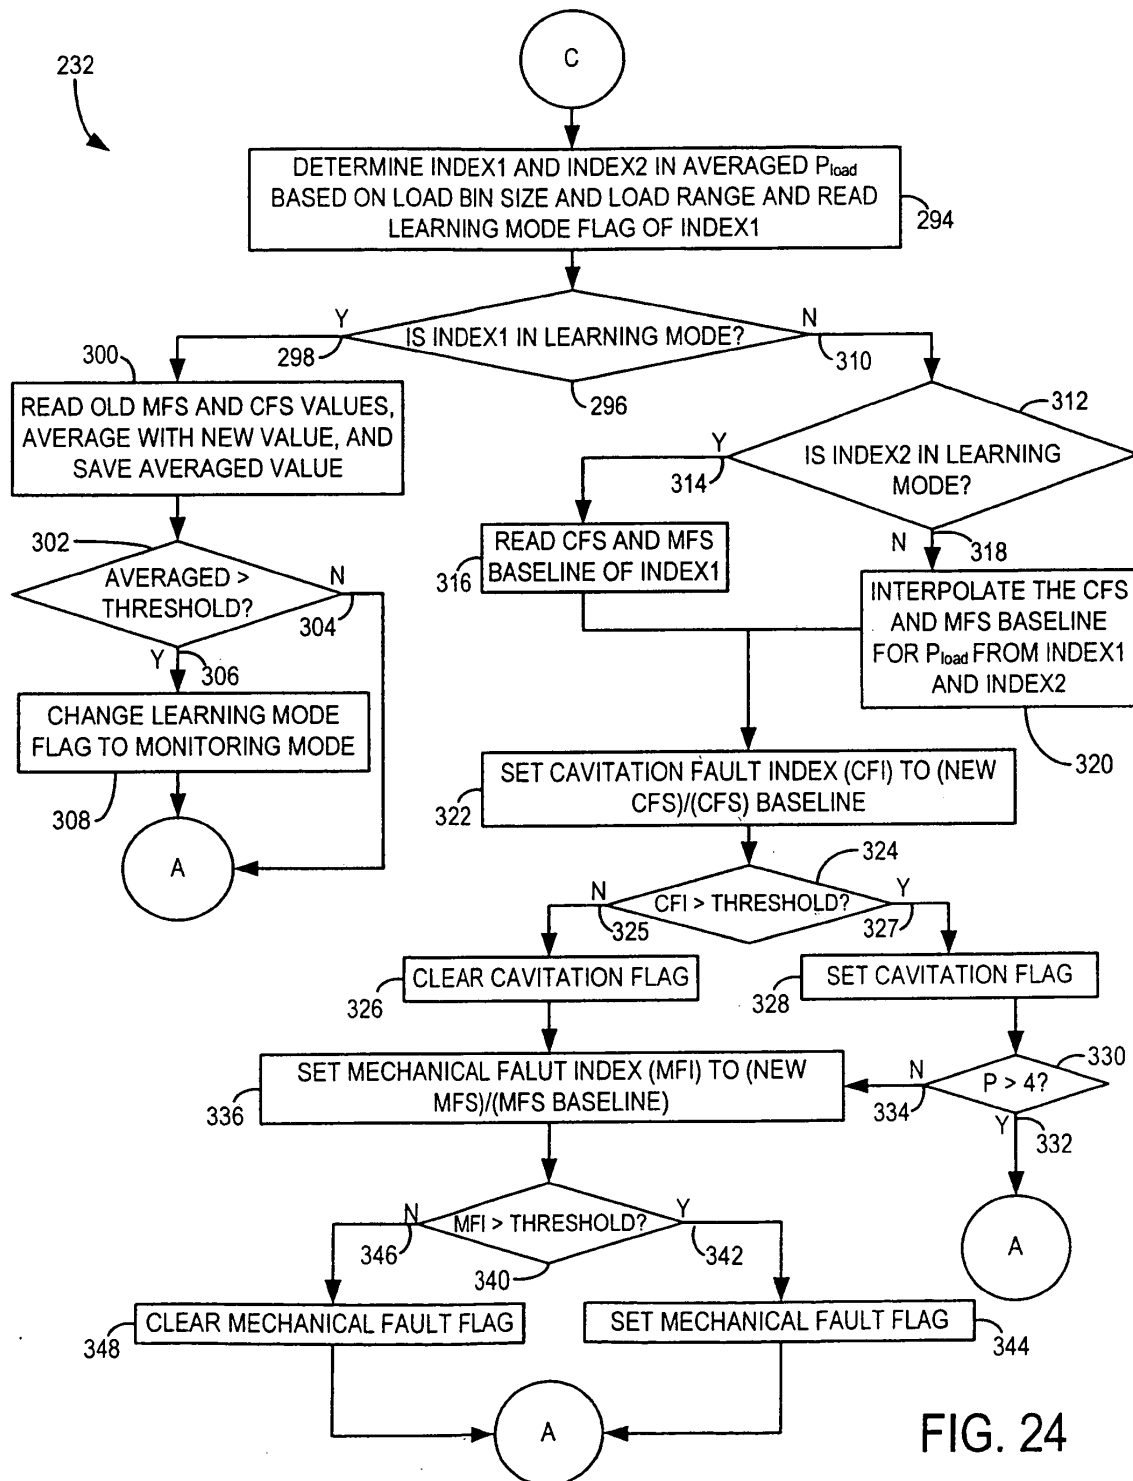 C
232
DETERMINE INDEX1 AND INDEX2 IN AVERAGED Pload
BASED ON LOAD BIN SIZE AND LOAD RANGE AND READ
LEARNING MODE FLAG OF INDEX1
294
Y
IS INDEX1 IN LEARNING MODE?
N
298
296
310
300
READ OLD MFS AND CFS VALUES,
AVERAGE WITH NEW VALUE, AND
SAVE AVERAGED VALUE
312
Y
IS INDEX2 IN LEARNING
MODE?
314
N
318
302
AVERAGED >
THRESHOLD?
N
304
Y
306
316
READ CFS AND MFS
BASELINE OF INDEX1
INTERPOLATE THE CFS
AND MFS BASELINE
FOR Pload FROM INDEX1
AND INDEX2
320
CHANGE LEARNING MODE
FLAG TO MONITORING MODE
308
A
SET CAVITATION FAULT INDEX (CFI) TO (NEW
CFS)/(CFS) BASELINE
322
324
N
CFI > THRESHOLD?
Y
325
327
CLEAR CAVITATION FLAG
326
SET CAVITATION FLAG
328
330
N
P > 4?
334
Y
332
A
SET MECHANICAL FALUT INDEX (MFI) TO (NEW
MFS)/(MFS BASELINE)
336
N
MFI > THRESHOLD?
Y
346
340
342
CLEAR MECHANICAL FAULT FLAG
348
SET MECHANICAL FAULT FLAG
344
A
FIG. 24